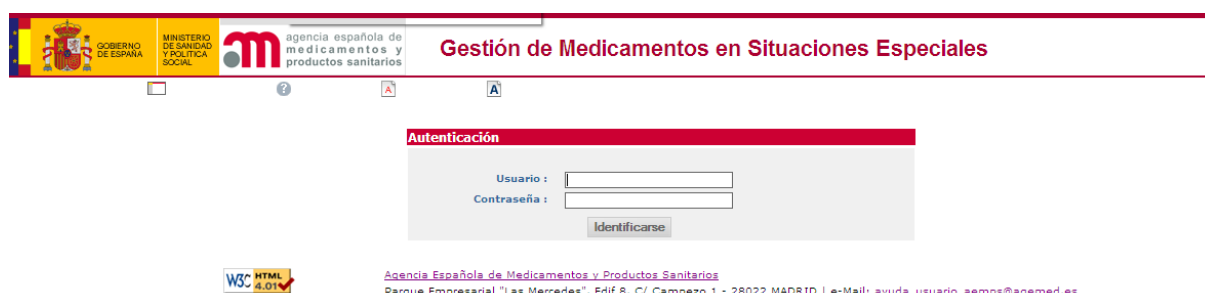 GOBIERNO
DE ESPAÑA
MINISTERIO
DE SANIDAD
Y POLITICA
SOCIAL
agencia española de
medicamentos y
productos sanitarios
Gestión de Medicamentos en Situaciones Especiales
Autenticación
Usuario :
Contraseña :
Identificarse
W3C HTML
4.01
Agencia Española de Medicamentos y Productos Sanitarios
Parque Empresarial "Las Mercedes", Edif 8. C/ Campezo 1 - 28022 MADRID | e-Mail: ayuda_usuario_aemps@agemed.es